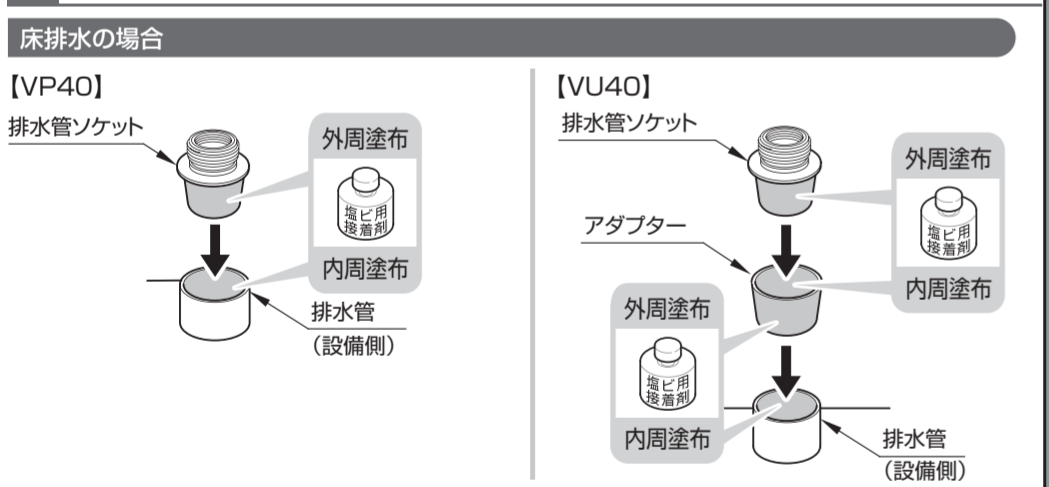 床排水の場合
【VP40】
排水管ソケット
外周塗布
塩ビ用
接着剤
内周塗布
排水管
（設備側）
【VU40】
排水管ソケット
外周塗布
塩ビ用
接着剤
内周塗布
アダプター
外周塗布
塩ビ用
接着剤
内周塗布
排水管
（設備側）